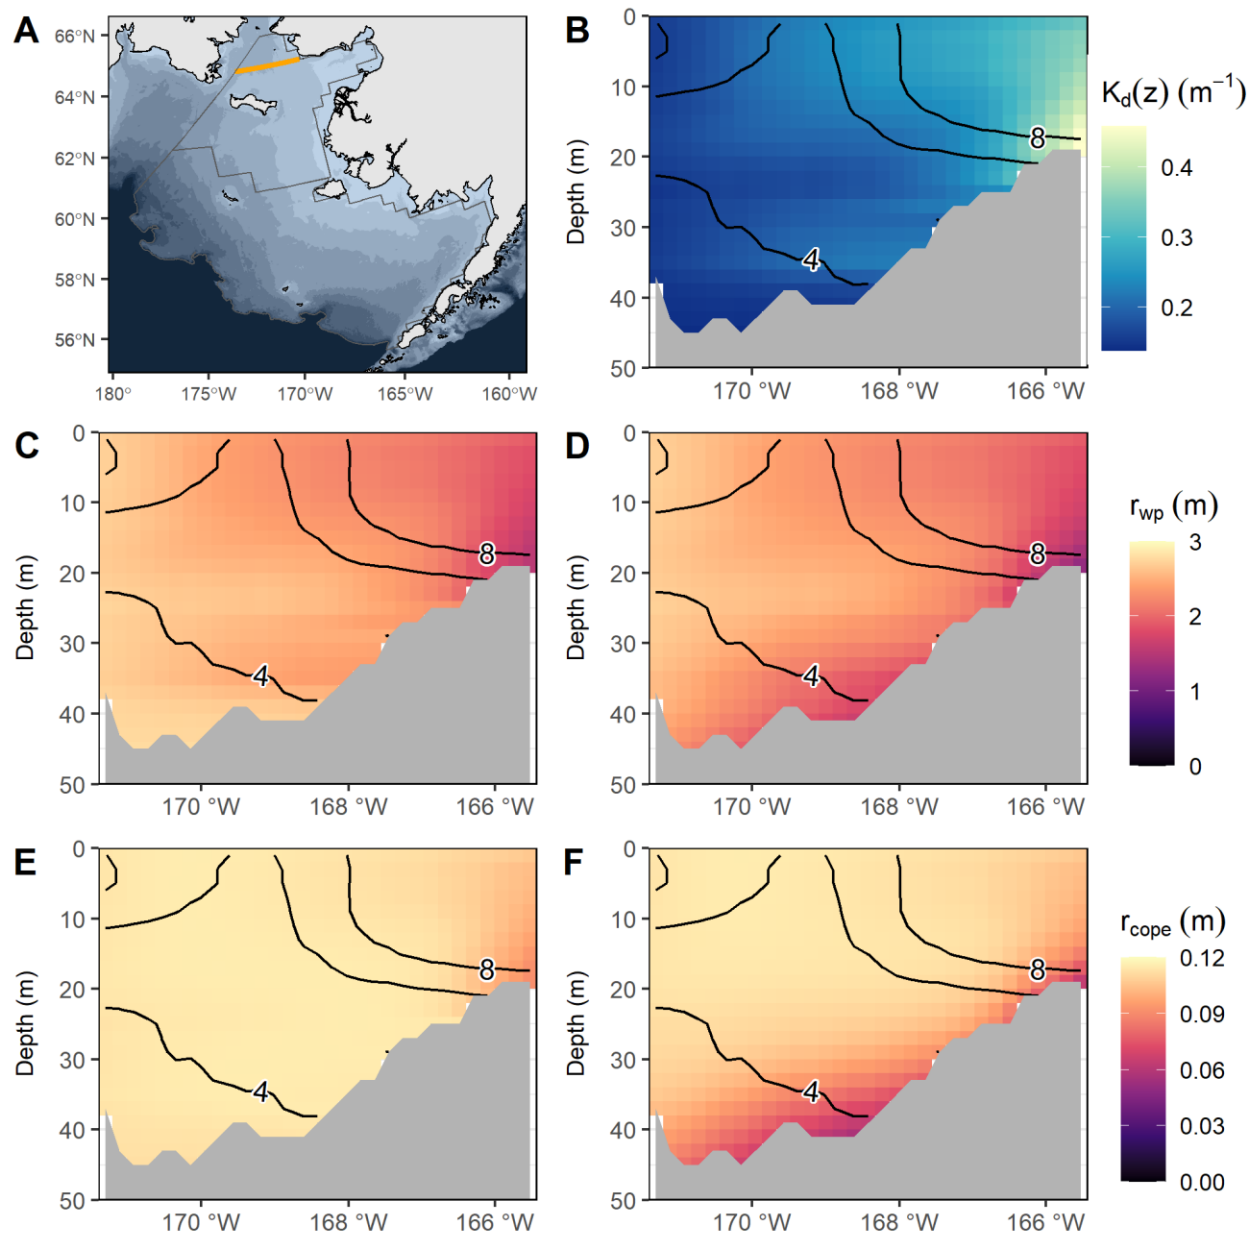 A
66°N
64°N
62°N
60°N
58°N
56°N
180°
175°W
170°W
165°W
160°W
B
0
10
20
30
40
50
Depth (m)
8
4
170 °W
168 °W
166 °W
K_d(z) (m⁻¹)
0.4
0.3
0.2
C
0
10
20
30
40
50
Depth (m)
8
4
170 °W
168 °W
166 °W
D
0
10
20
30
40
50
Depth (m)
8
4
170 °W
168 °W
166 °W
r_wp (m)
3
2
1
0
E
0
10
20
30
40
50
Depth (m)
8
4
170 °W
168 °W
166 °W
F
0
10
20
30
40
50
Depth (m)
8
4
170 °W
168 °W
166 °W
r_cope (m)
0.12
0.09
0.06
0.03
0.00